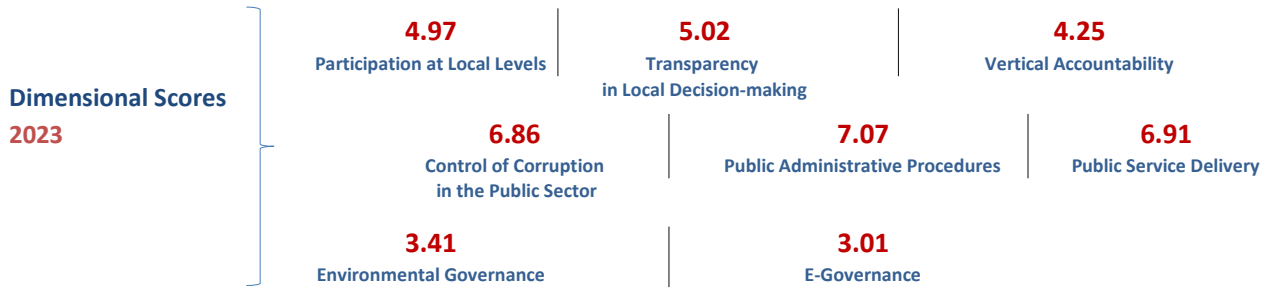 Dimensional Scores
2023
4.97
Participation at Local Levels
5.02
Transparency
in Local Decision-making
4.25
Vertical Accountability
6.86
Control of Corruption
in the Public Sector
7.07
Public Administrative Procedures
6.91
Public Service Delivery
3.41
Environmental Governance
3.01
E-Governance